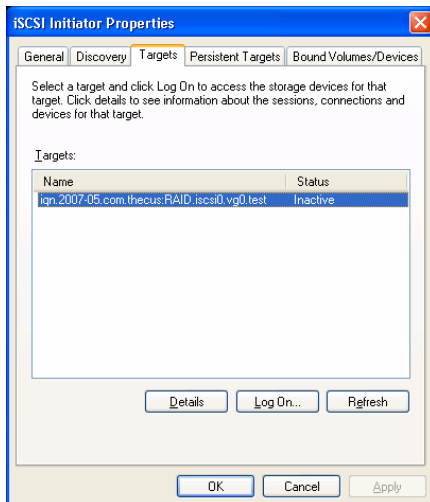 iSCSI Initiator Properties
General Discovery Targets Persistent Targets Bound Volumes/Devices
Select a target and click Log On to access the storage devices for that
target. Click details to see information about the sessions, connections and
devices for that target.
Targets:
Name Status
iqn.2007-05.com.thecus:RAID.iscsi0.vg0.test Inactive
Details Log On... Refresh
OK Cancel Apply